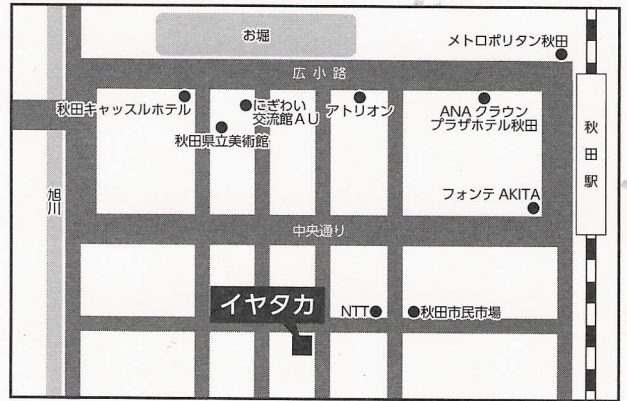 お堀
メトロポリタン秋田
広小路
秋田キャッスルホテル
にぎわい
交流館AU
アトリオン
ANA クラウン
プラザホテル秋田
秋田県立美術館
秋田駅
旭川
フォンテ AKITA
中央通り
イヤタカ
NTT
秋田市民市場